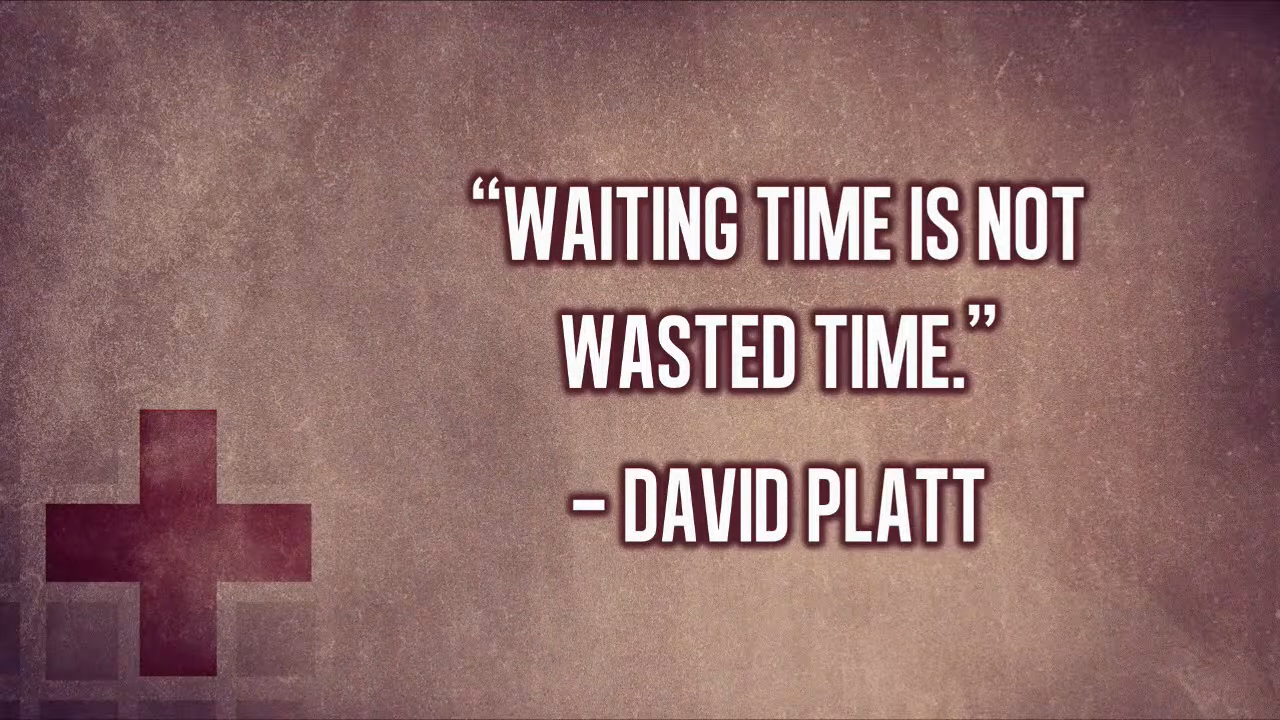 “WAITING TIME IS NOT
WASTED TIME.”
– DAVID PLATT